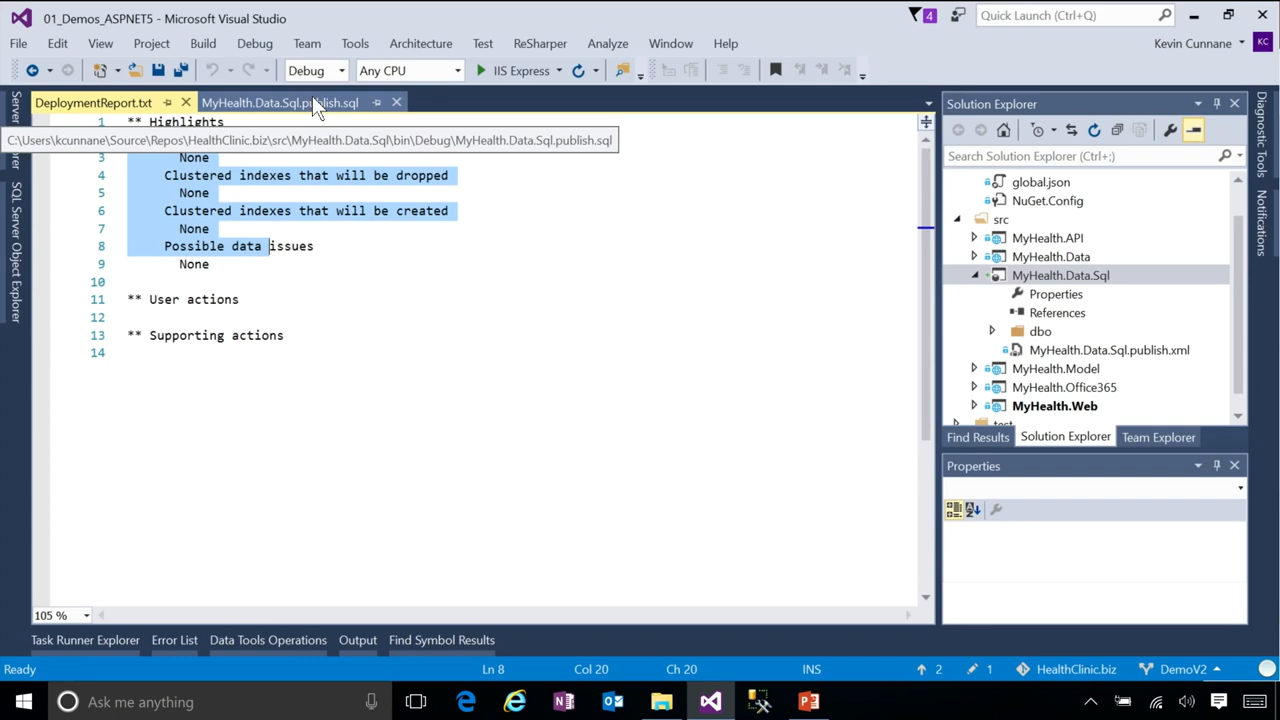 01_Demos_ASPNET5 - Microsoft Visual Studio
4
Quick Launch (Ctrl+Q)
File Edit View Project Build Debug Team Tools Architecture Test ReSharper Analyze Window Help
Kevin Cunnane KC
Debug Any CPU IIS Express
DeploymentReport.txt MyHealth.Data.Sql.publish.sql
1 ** Highlights
C:\Users\kcunnane\Source\Repos\HealthClinic.biz\src\MyHealth.Data.Sql\bin\Debug\MyHealth.Data.Sql.publish.sql
3 None
4 Clustered indexes that will be dropped
5 None
6 Clustered indexes that will be created
7 None
8 Possible data issues
9 None
10
11 ** User actions
12
13 ** Supporting actions
14
105 %
Server
SQL Server Object Explorer
Solution Explorer
Search Solution Explorer (Ctrl+;)
global.json
NuGet.Config
src
MyHealth.API
MyHealth.Data
MyHealth.Data.Sql
Properties
References
dbo
MyHealth.Data.Sql.publish.xml
MyHealth.Model
MyHealth.Office365
MyHealth.Web
Find Results Solution Explorer Team Explorer
Properties
Diagnostic Tools
Notifications
Task Runner Explorer Error List Data Tools Operations Output Find Symbol Results
Ready Ln 8 Col 20 Ch 20 INS 2 1 HealthClinic.biz DemoV2
Ask me anything